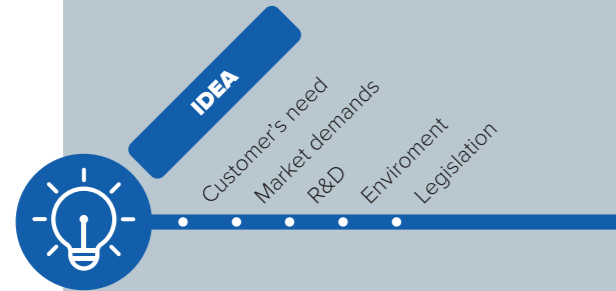 IDEA
Customer's need
Market demands
R&D
Enviroment
Legislation